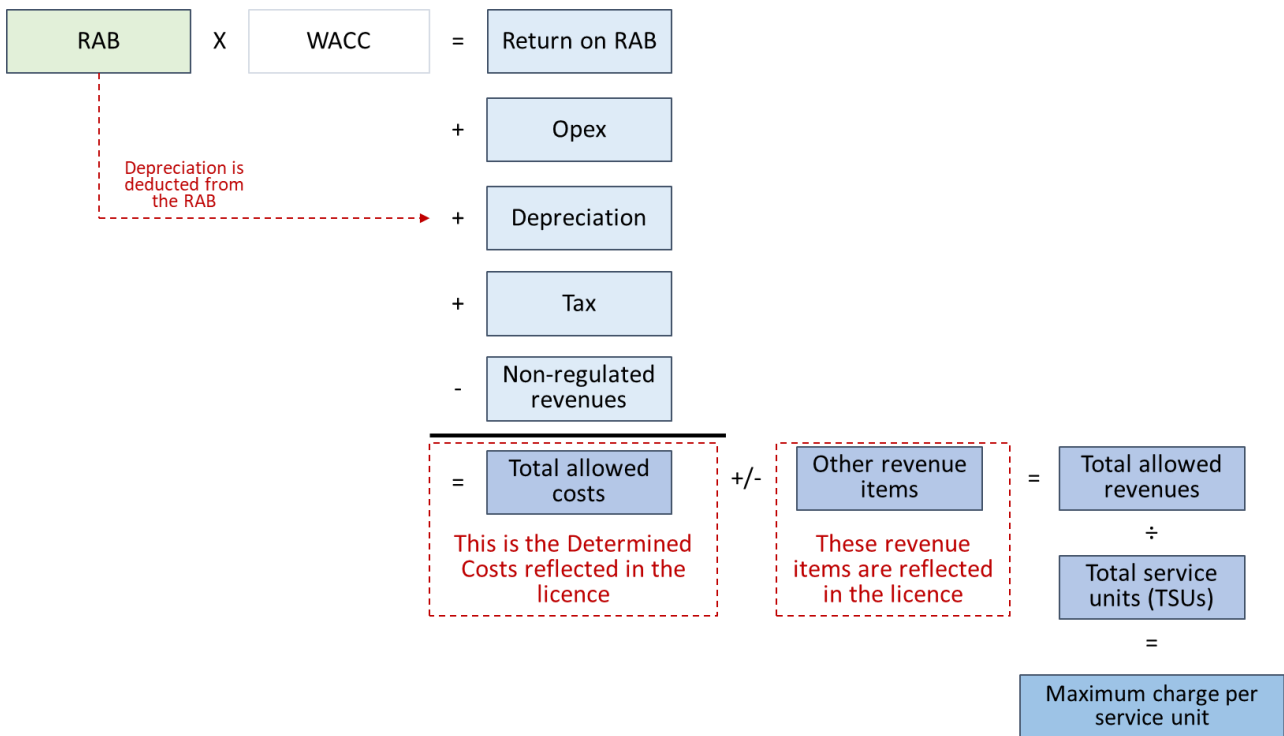 RAB X WACC = Return on RAB
+ Opex
Depreciation is
deducted from
the RAB
+ Depreciation
+ Tax
- Non-regulated
revenues
= Total allowed
costs
+/- Other revenue
items
= Total allowed
revenues
This is the Determined
Costs reflected in the
licence
These revenue
items are reflected
in the licence
÷
Total service
units (TSUs)
=
Maximum charge per
service unit